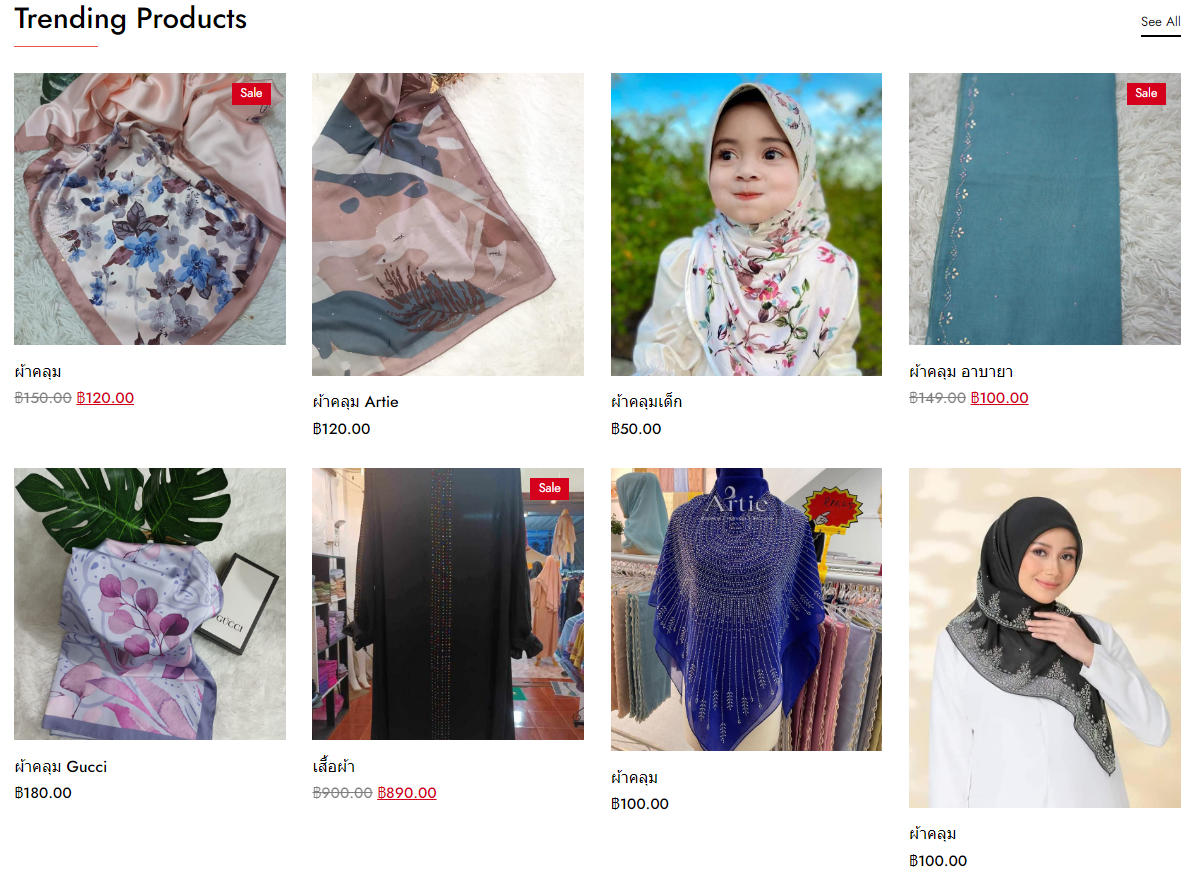 Trending Products
See All
Sale
Sale
ผ้าคลุม
฿150.00 ฿120.00
ผ้าคลุม Artie
฿120.00
ผ้าคลุมเด็ก
฿50.00
ผ้าคลุม อาบายา
฿149.00 ฿100.00
GUCCI
Sale
Artie
ผ้าคลุม Gucci
฿180.00
เสื้อผ้า
฿900.00 ฿890.00
ผ้าคลุม
฿100.00
ผ้าคลุม
฿100.00